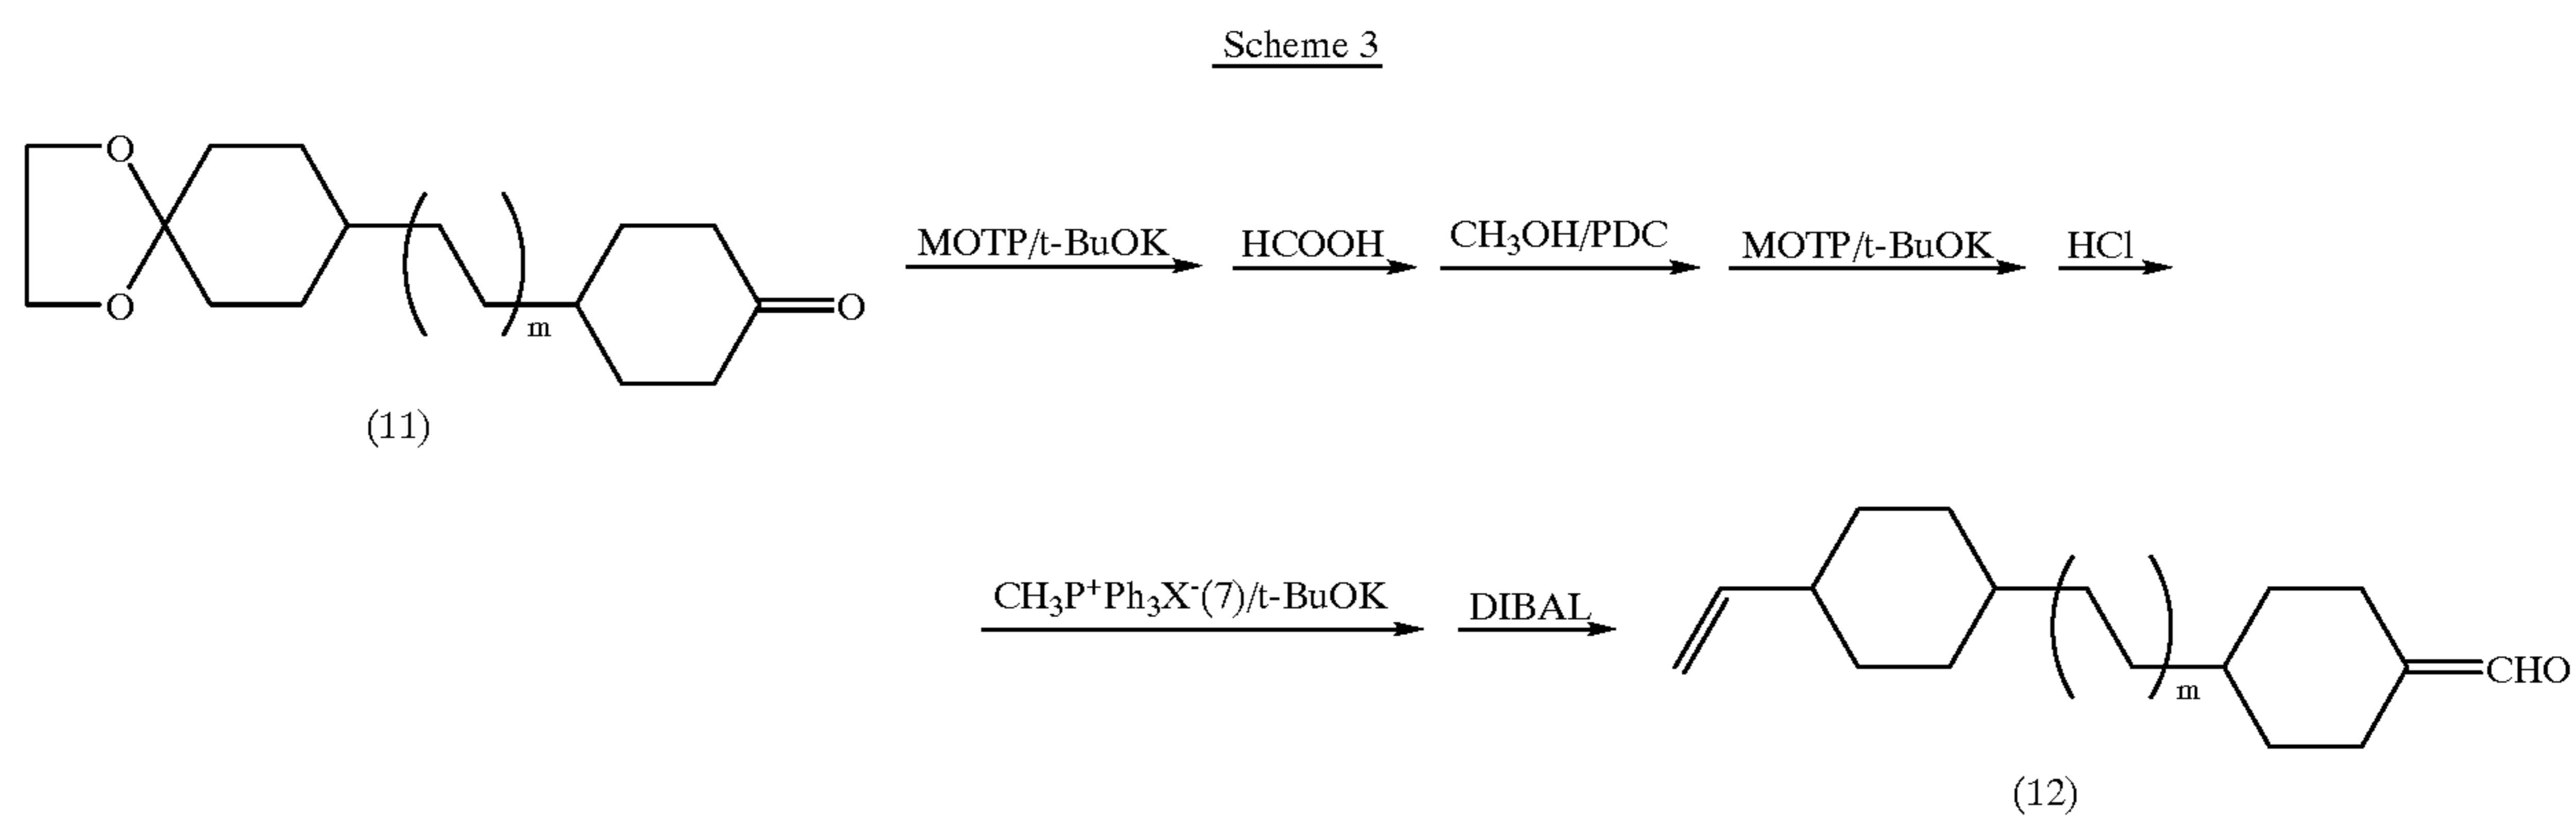 Scheme 3
O
O
m
O
MOTP/t-BuOK
HCOOH
CH₃OH/PDC
MOTP/t-BuOK
HCl
(11)
CH₃P⁺Ph₃X⁻(7)/t-BuOK
DIBAL
m
CHO
(12)